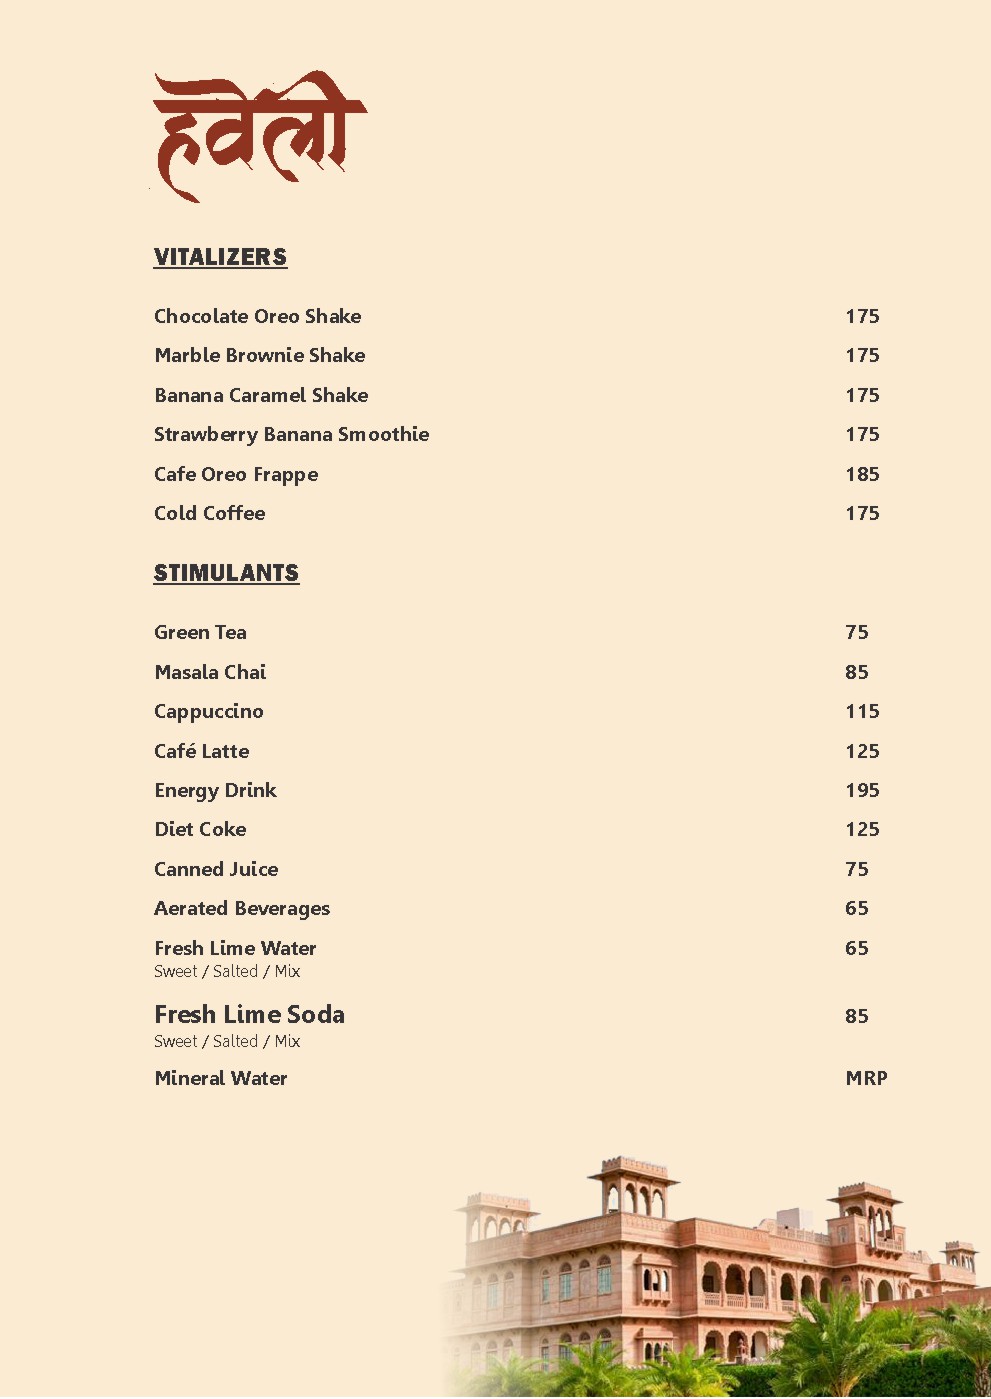 हवेली
VITALIZERS
Chocolate Oreo Shake 175
Marble Brownie Shake 175
Banana Caramel Shake 175
Strawberry Banana Smoothie 175
Cafe Oreo Frappe 185
Cold Coffee 175
STIMULANTS
Green Tea 75
Masala Chai 85
Cappuccino 115
Café Latte 125
Energy Drink 195
Diet Coke 125
Canned Juice 75
Aerated Beverages 65
Fresh Lime Water 65
Sweet / Salted / Mix
Fresh Lime Soda 85
Sweet / Salted / Mix
Mineral Water MRP